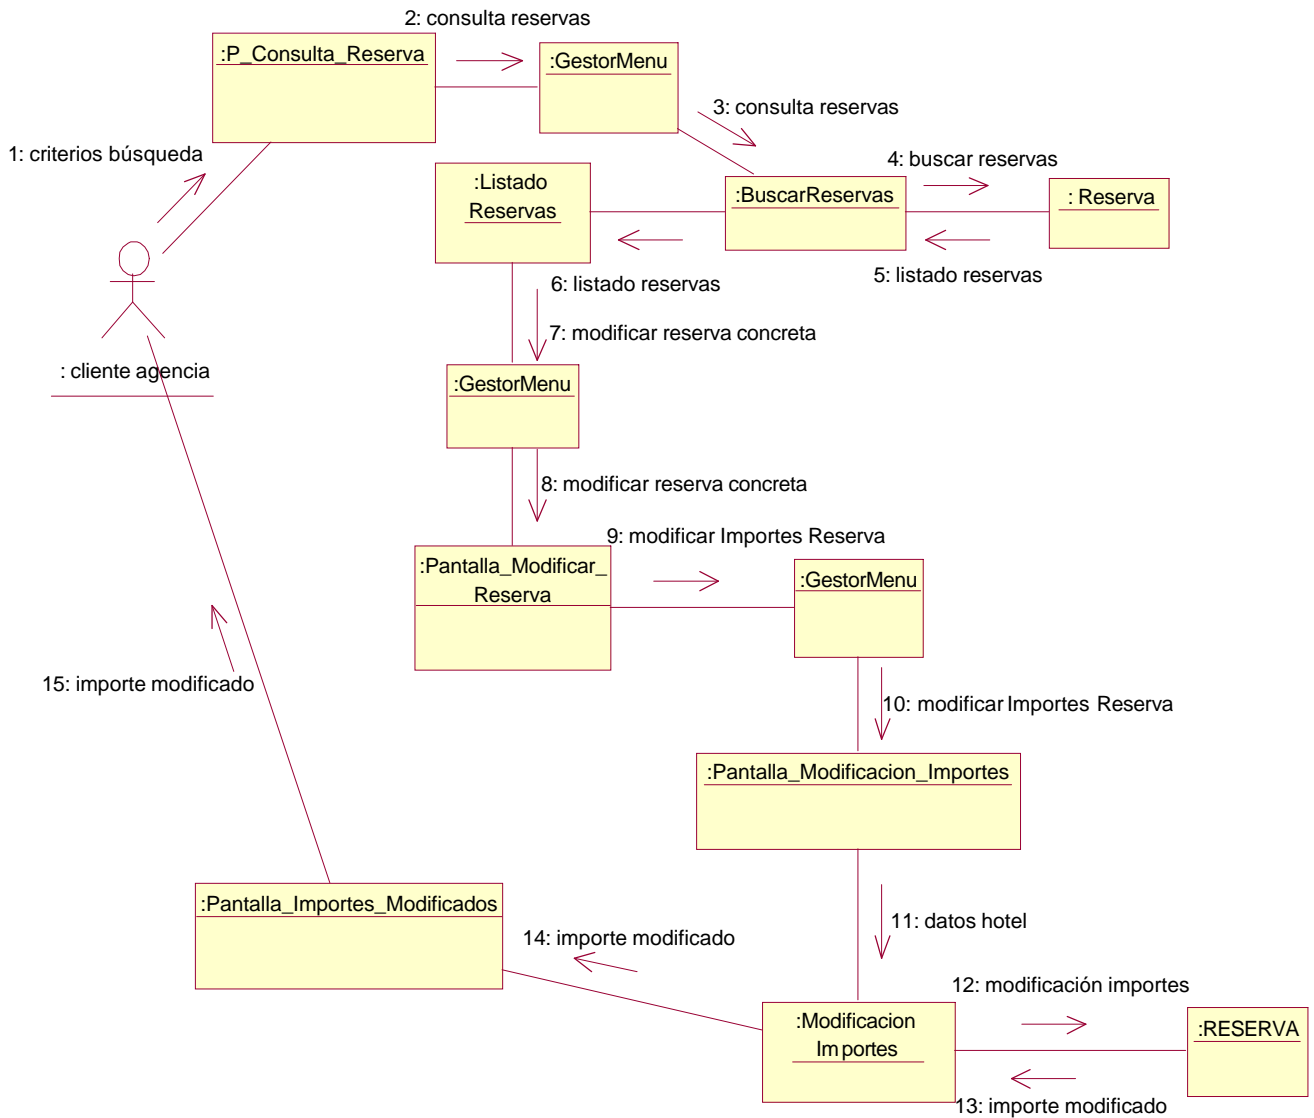 2: consulta reservas
:P_Consulta_Reserva
:GestorMenu
3: consulta reservas
1: criterios búsqueda
4: buscar reservas
:Listado
Reservas
:BuscarReservas
: Reserva
5: listado reservas
6: listado reservas
7: modificar reserva concreta
: cliente agencia
:GestorMenu
8: modificar reserva concreta
9: modificar Importes Reserva
:Pantalla_Modificar_
Reserva
:GestorMenu
15: importe modificado
10: modificar Importes Reserva
:Pantalla_Modificacion_Importes
:Pantalla_Importes_Modificados
11: datos hotel
14: importe modificado
12: modificación importes
:Modificacion
Importes
:RESERVA
13: importe modificado